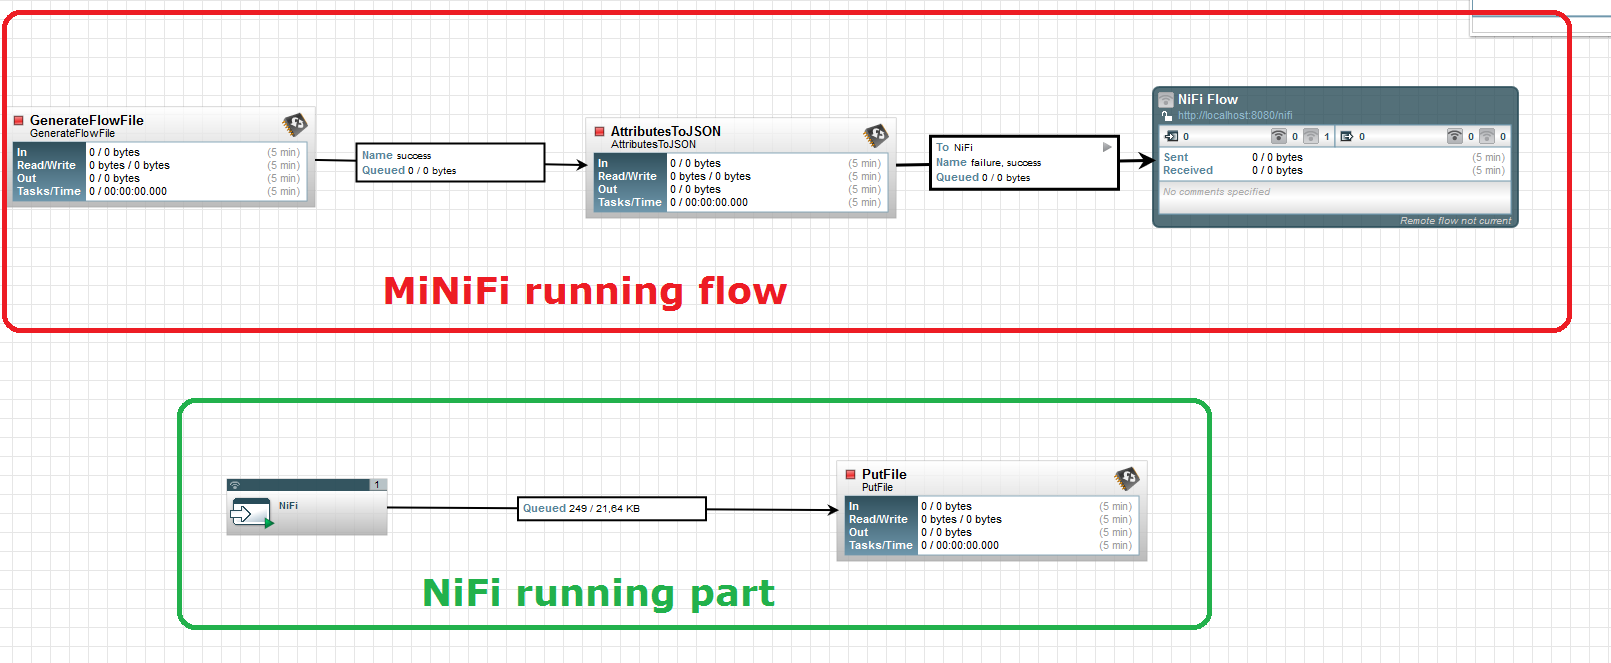 GenerateFlowFile
GenerateFlowFile
In 0 / 0 bytes (5 min)
Read/Write 0 bytes / 0 bytes (5 min)
Out 0 / 0 bytes (5 min)
Tasks/Time 0 / 00:00:00.000 (5 min)
Name success
Queued 0 / 0 bytes
AttributesToJSON
AttributesToJSON
In 0 / 0 bytes (5 min)
Read/Write 0 bytes / 0 bytes (5 min)
Out 0 / 0 bytes (5 min)
Tasks/Time 0 / 00:00:00.000 (5 min)
To NiFi
Name failure, success
Queued 0 / 0 bytes
NiFi Flow
http://localhost:8080/nifi
0 0 1 0 0 0
Sent 0 / 0 bytes (5 min)
Received 0 / 0 bytes (5 min)
No comments specified
Remote flow not current
MiNiFi running flow
1
NiFi
Queued 249 / 21,64 KB
PutFile
PutFile
In 0 / 0 bytes (5 min)
Read/Write 0 bytes / 0 bytes (5 min)
Out 0 / 0 bytes (5 min)
Tasks/Time 0 / 00:00:00.000 (5 min)
NiFi running part